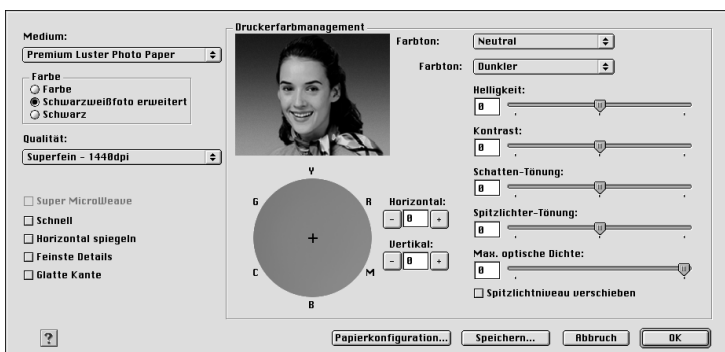 Medium:
Premium Luster Photo Paper
Farbe
Farbe
Schwarzweißfoto erweitert
Schwarz
Qualität:
Superfein - 1440dpi
Super MicroWeave
Schnell
Horizontal spiegeln
Feinste Details
Glatte Kante
Druckerfarbmanagement
Farbton: Neutral
Farbton: Dunkler
Helligkeit:
0
Kontrast:
0
Schatten-Tönung:
0
Spitzlichter-Tönung:
0
Max. optische Dichte:
0
Spitzlichtniveau verschieben
Y
G R
C M
B
Horizontal:
- 0 +
Vertikal:
- 0 +
?
Papierkonfiguration... Speichern... Abbruch OK